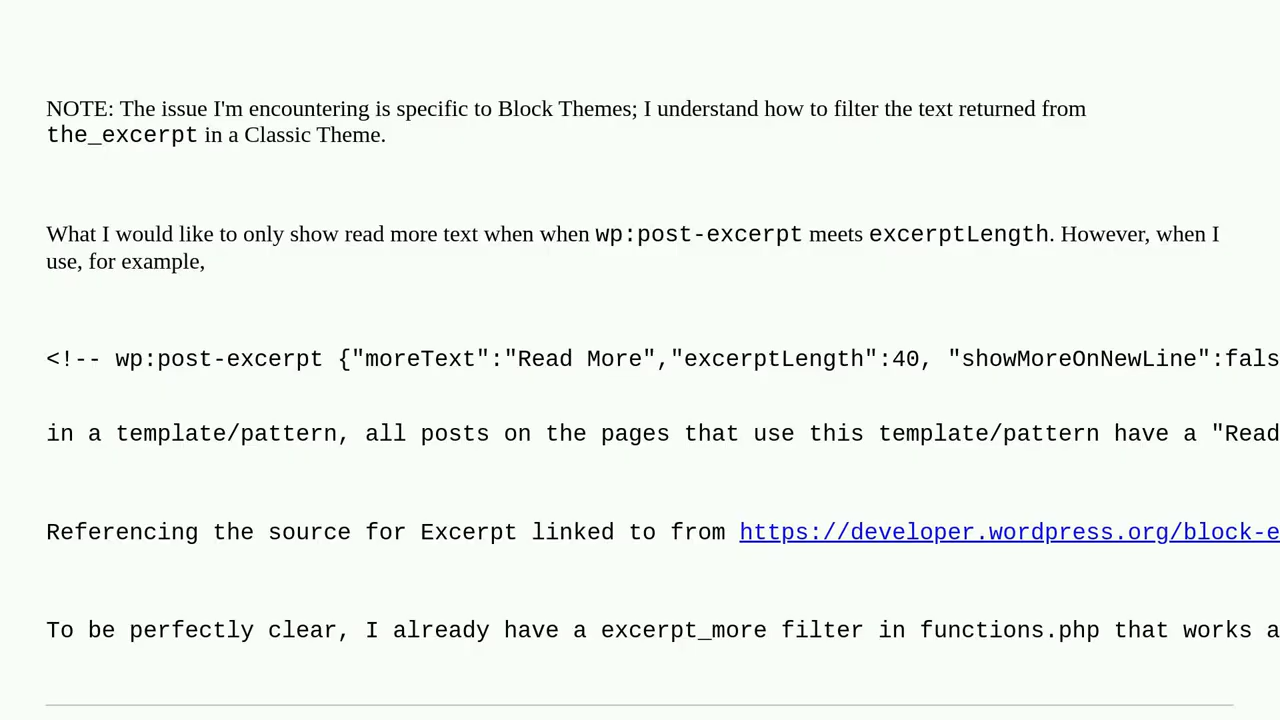 NOTE: The issue I'm encountering is specific to Block Themes; I understand how to filter the text returned from
the_excerpt in a Classic Theme.
What I would like to only show read more text when when wp:post-excerpt meets excerptLength. However, when I
use, for example,
<!-- wp:post-excerpt {"moreText":"Read More","excerptLength":40, "showMoreOnNewLine":fals
in a template/pattern, all posts on the pages that use this template/pattern have a "Read
Referencing the source for Excerpt linked to from https://developer.wordpress.org/block-e
To be perfectly clear, I already have a excerpt_more filter in functions.php that works a